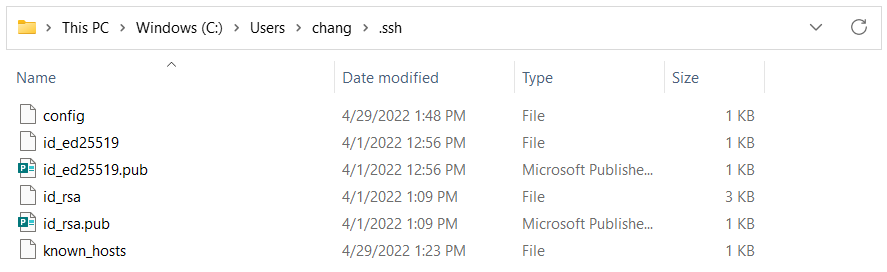 This PC > Windows (C:) > Users > chang > .ssh
Name Date modified Type Size
config 4/29/2022 1:48 PM File 1 KB
id_ed25519 4/1/2022 12:56 PM File 1 KB
id_ed25519.pub 4/1/2022 12:56 PM Microsoft Publishe... 1 KB
id_rsa 4/1/2022 1:09 PM File 3 KB
id_rsa.pub 4/1/2022 1:09 PM Microsoft Publishe... 1 KB
known_hosts 4/29/2022 1:23 PM File 1 KB